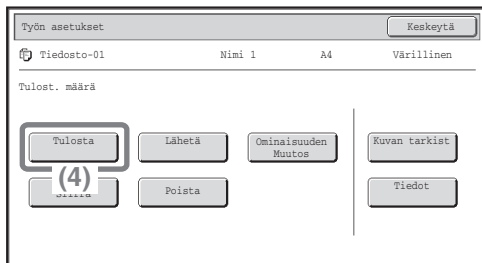 Työn asetukset Keskeytä
Tiedosto-01 Nimi 1 A4 Värillinen
Tulost. määrä
Tulosta Lähetä Ominaisuuden Muutos Kuvan tarkist
(4)
Poista Tiedot